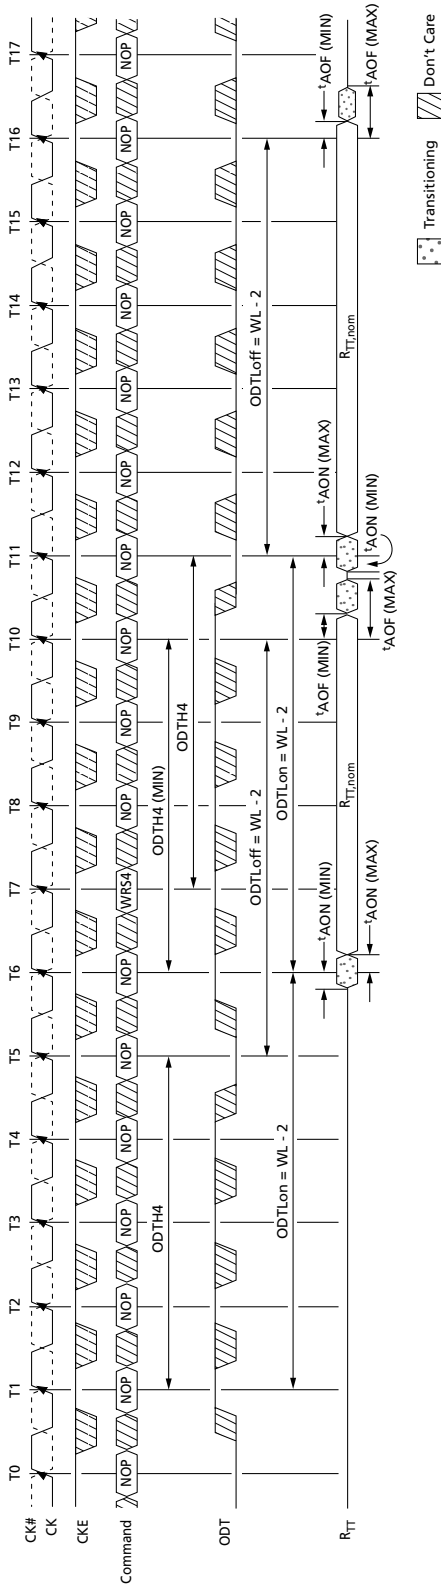 T0 T1 T2 T3 T4 T5 T6 T7 T8 T9 T10 T11 T12 T13 T14 T15 T16 T17
CK#
CK
CKE
Command NOP NOP NOP NOP NOP NOP NOP WRS4 NOP NOP NOP NOP NOP NOP NOP NOP NOP NOP
ODTH4 ODTH4 (MIN)
ODTH4
ODT
ODTLoff = WL - 2 ODTLoff = WL - 2
ODTLon = WL - 2 ODTLon = WL - 2
tAON (MIN) tAOF (MIN) tAON (MAX) tAOF (MIN)
RTT RTT,nom RTT,nom
tAON (MAX) tAON (MIN) tAOF (MAX)
tAOF (MAX)
Transitioning Don't Care